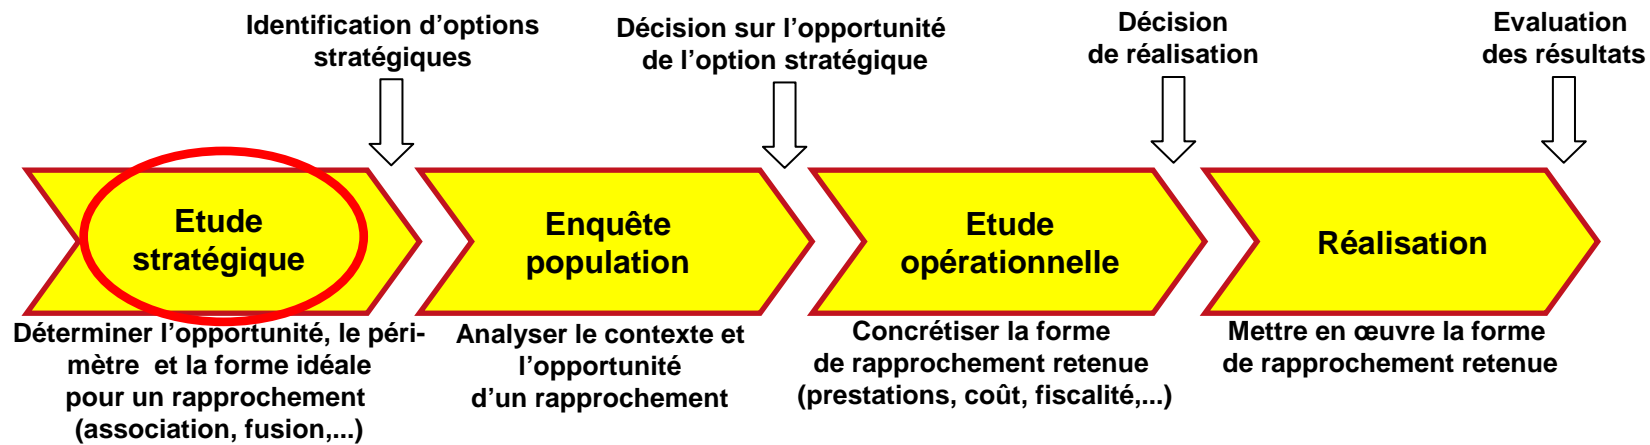 Identification d’options
stratégiques
Décision sur l’opportunité
de l’option stratégique
Décision
de réalisation
Evaluation
des résultats
Etude
stratégique
Enquête
population
Etude
opérationnelle
Réalisation
Déterminer l’opportunité, le péri-
mètre et la forme idéale
pour un rapprochement
(association, fusion,...)
Analyser le contexte et
l’opportunité
d’un rapprochement
Concrétiser la forme
de rapprochement retenue
(prestations, coût, fiscalité,...)
Mettre en œuvre la forme
de rapprochement retenue